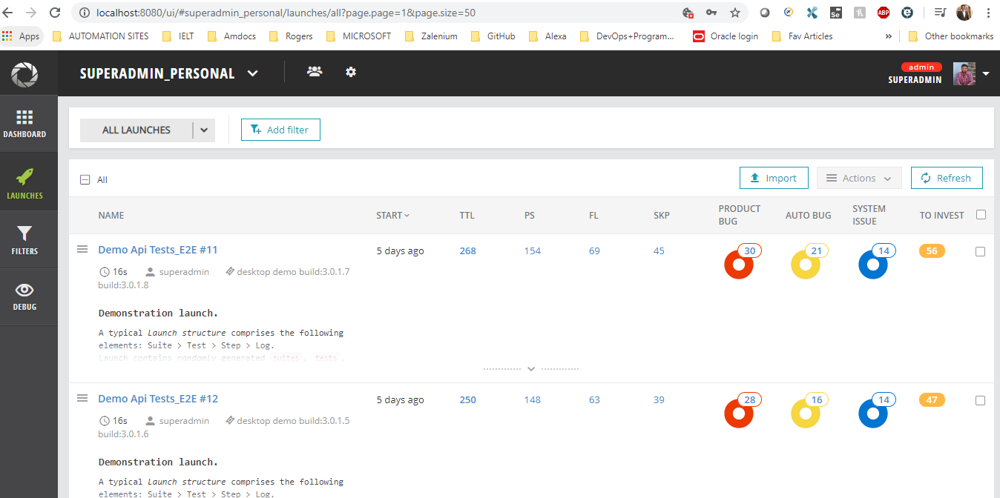 localhost:8080/ui/#superadmin_personal/launches/all?page.page=1&page.size=50
Se
ABP
Apps AUTOMATION SITES IELT Amdocs Rogers MICROSOFT Zalenium GitHub Alexa DevOps+Program... Oracle login Fav Articles » Other bookmarks
SUPERADMIN_PERSONAL
admin
SUPERADMIN
DASHBOARD
LAUNCHES
FILTERS
DEBUG
ALL LAUNCHES Add filter
All Import Actions Refresh
NAME START TTL PS FL SKP PRODUCT BUG AUTO BUG SYSTEM ISSUE TO INVEST
Demo Api Tests_E2E #11 5 days ago 268 154 69 45 30 21 14 56
16s superadmin desktop demo build:3.0.1.7
build:3.0.1.8
Demonstration launch.
A typical Launch structure comprises the following
elements: Suite > Test > Step > Log.
Launch contains randomly generated suites, tests,
Demo Api Tests_E2E #12 5 days ago 250 148 63 39 28 16 14 47
16s superadmin desktop demo build:3.0.1.5
build:3.0.1.6
Demonstration launch.
A typical Launch structure comprises the following
elements: Suite > Test > Step > Log.